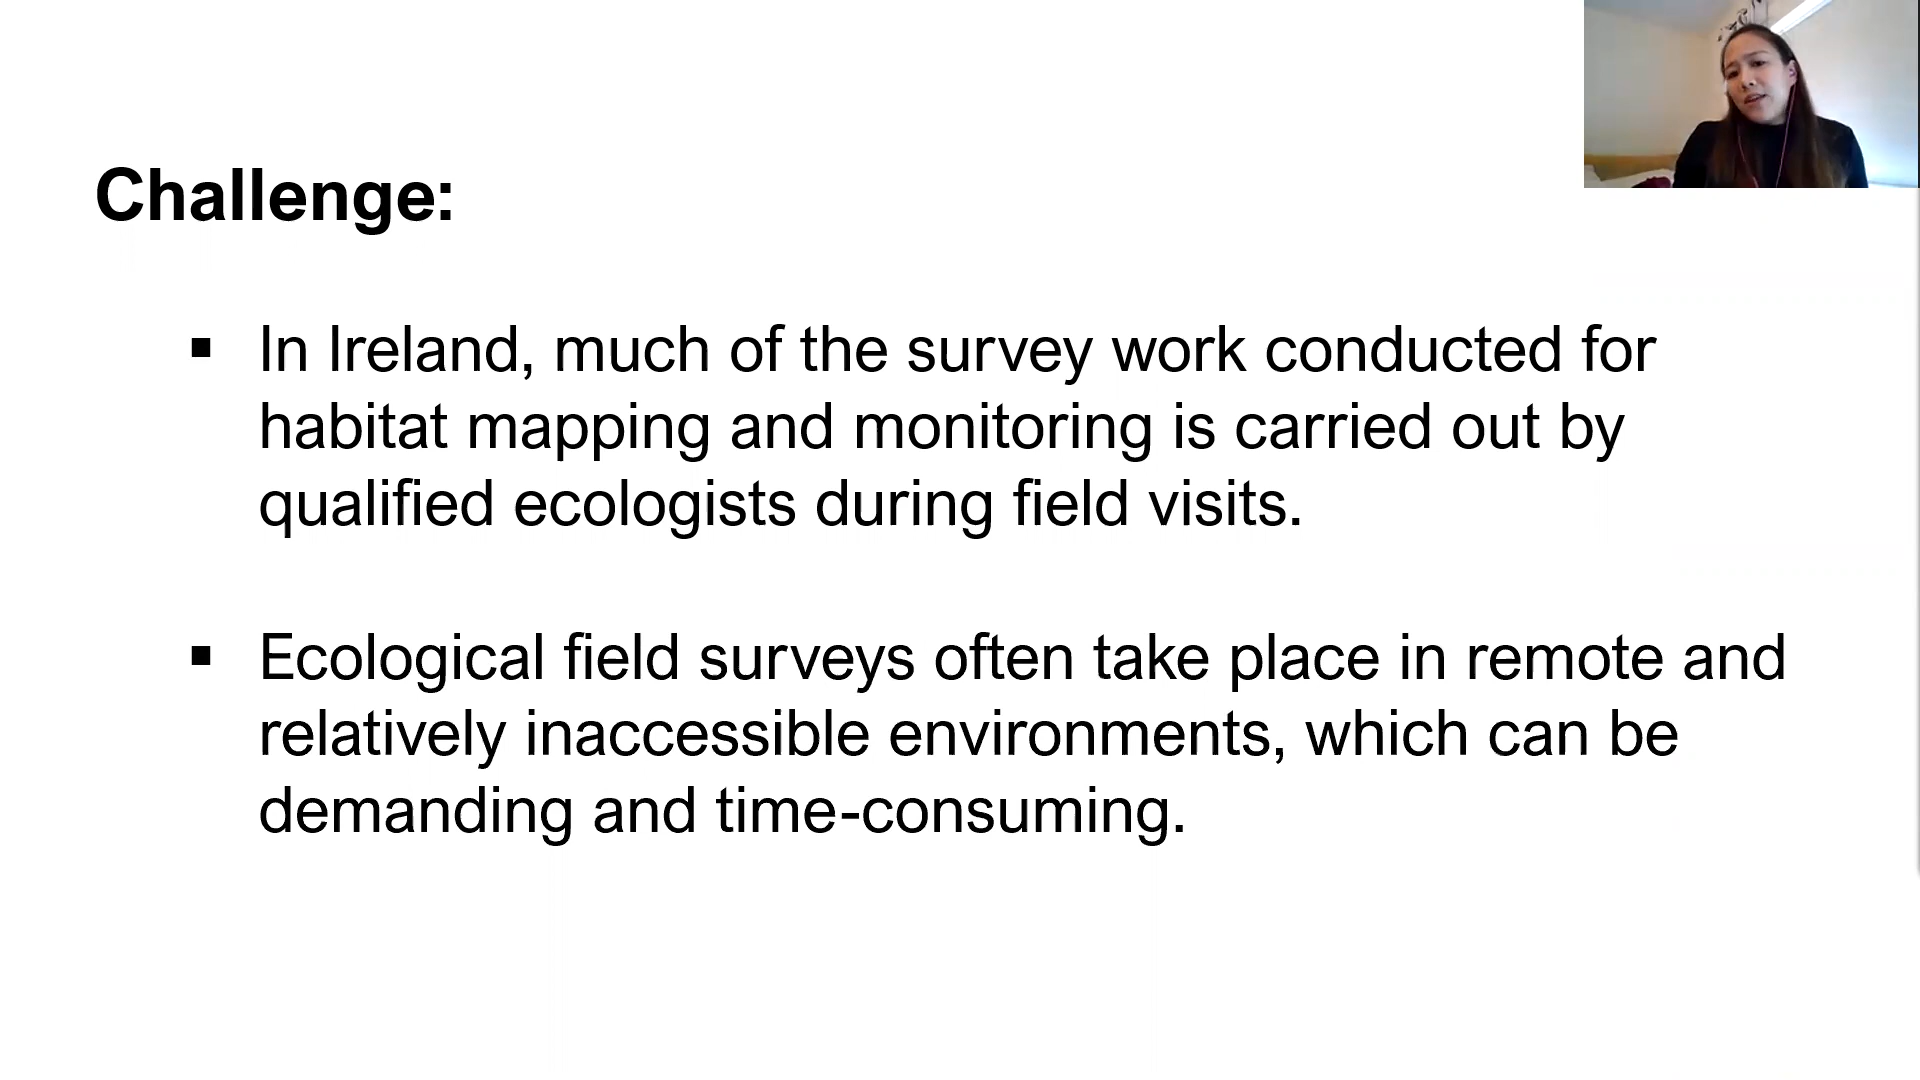 Challenge:
▪ In Ireland, much of the survey work conducted for
habitat mapping and monitoring is carried out by
qualified ecologists during field visits.
▪ Ecological field surveys often take place in remote and
relatively inaccessible environments, which can be
demanding and time-consuming.